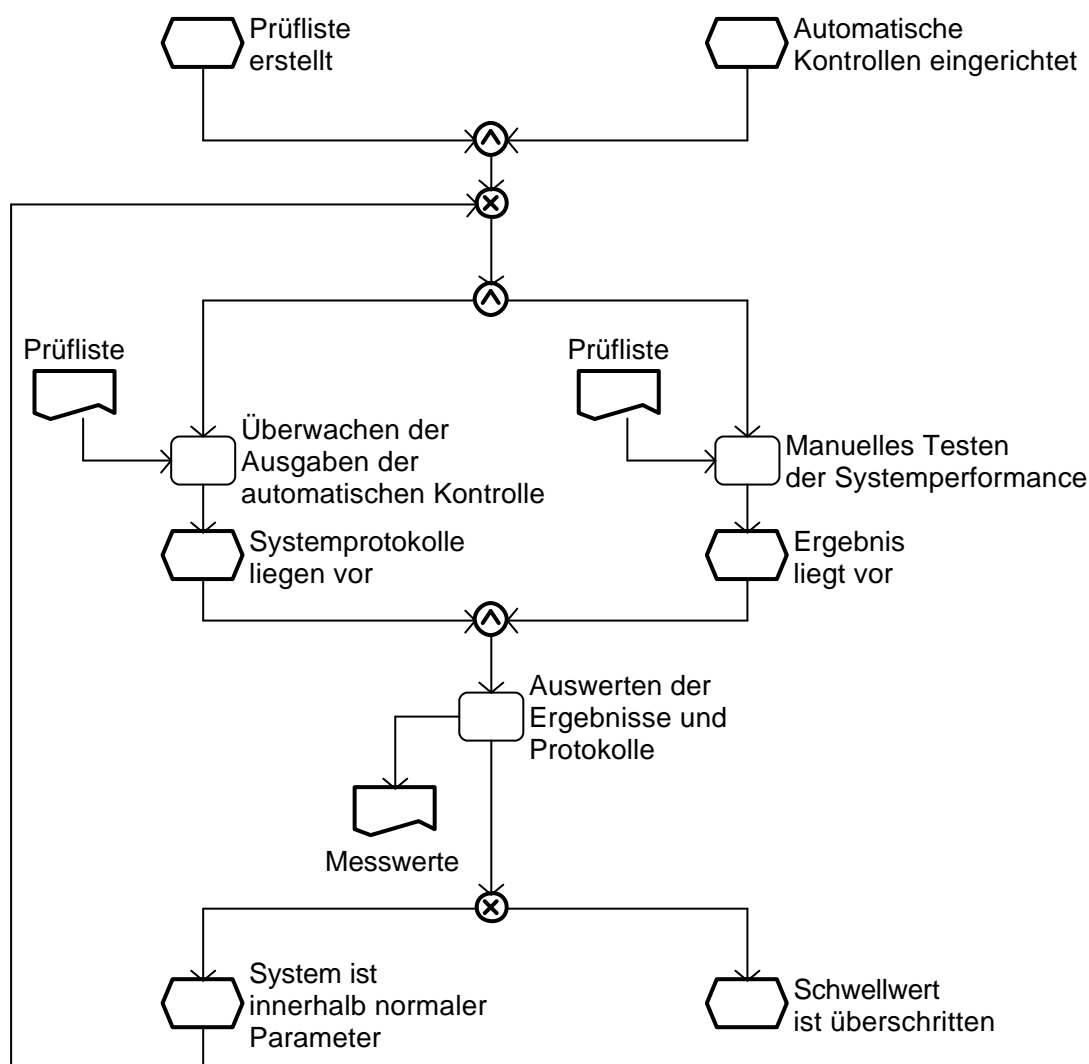 Prüfliste
erstellt
Automatische
Kontrollen eingerichtet
Prüfliste
Prüfliste
Überwachen der
Ausgaben der
automatischen Kontrolle
Manuelles Testen
der Systemperformance
Systemprotokolle
liegen vor
Ergebnis
liegt vor
Auswerten der
Ergebnisse und
Protokolle
Messwerte
System ist
innerhalb normaler
Parameter
Schwellwert
ist überschritten